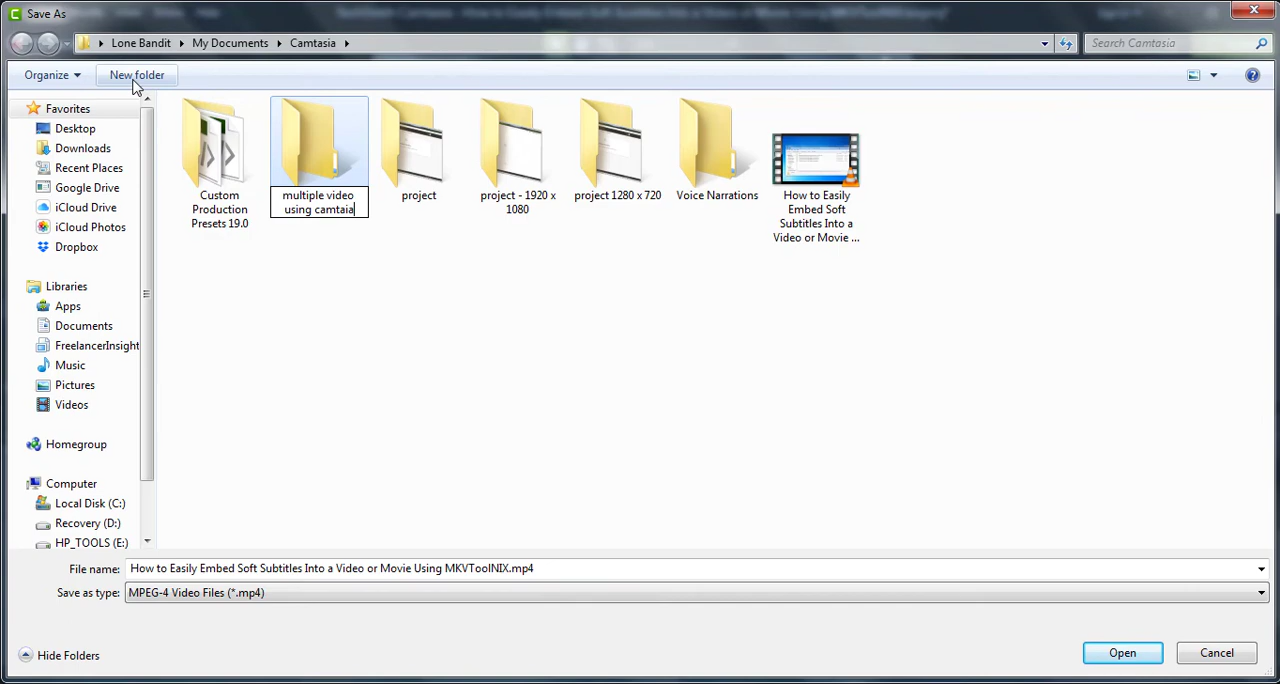 Save As
Lone Bandit
My Documents
Camtasia
Search Camtasia
Organize
New folder
Favorites
Desktop
Downloads
Recent Places
Google Drive
iCloud Drive
iCloud Photos
Dropbox
Libraries
Apps
Documents
FreelancerInsight
Music
Pictures
Videos
Homegroup
Computer
Local Disk (C:)
Recovery (D:)
HP_TOOLS (E:)
Custom
Production
Presets 19.0
multiple video
using camtaia
project
project - 1920 x
1080
project 1280 x 720
Voice Narrations
How to Easily
Embed Soft
Subtitles Into a
Video or Movie ...
File name:
How to Easily Embed Soft Subtitles Into a Video or Movie Using MKVToolNIX.mp4
Save as type:
MPEG-4 Video Files (*.mp4)
Hide Folders
Open
Cancel